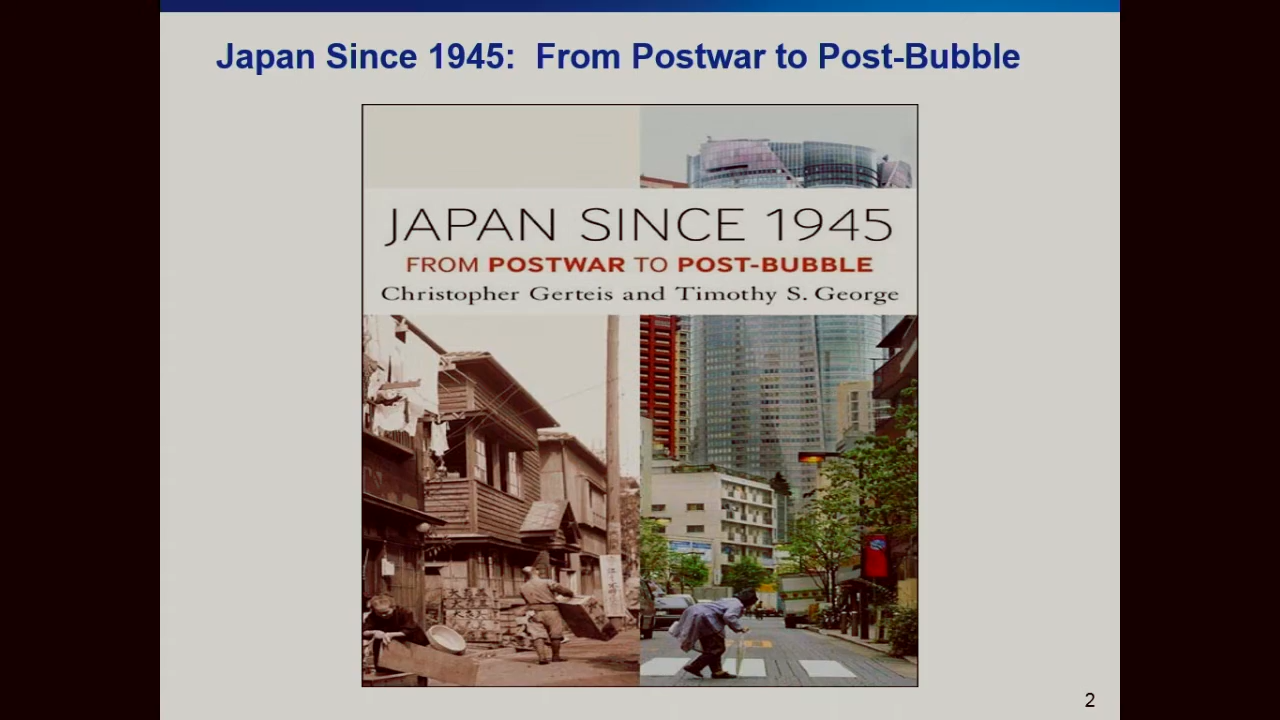 Japan Since 1945: From Postwar to Post-Bubble
JAPAN SINCE 1945
FROM POSTWAR TO POST-BUBBLE
Christopher Gerteis and Timothy S. George
2